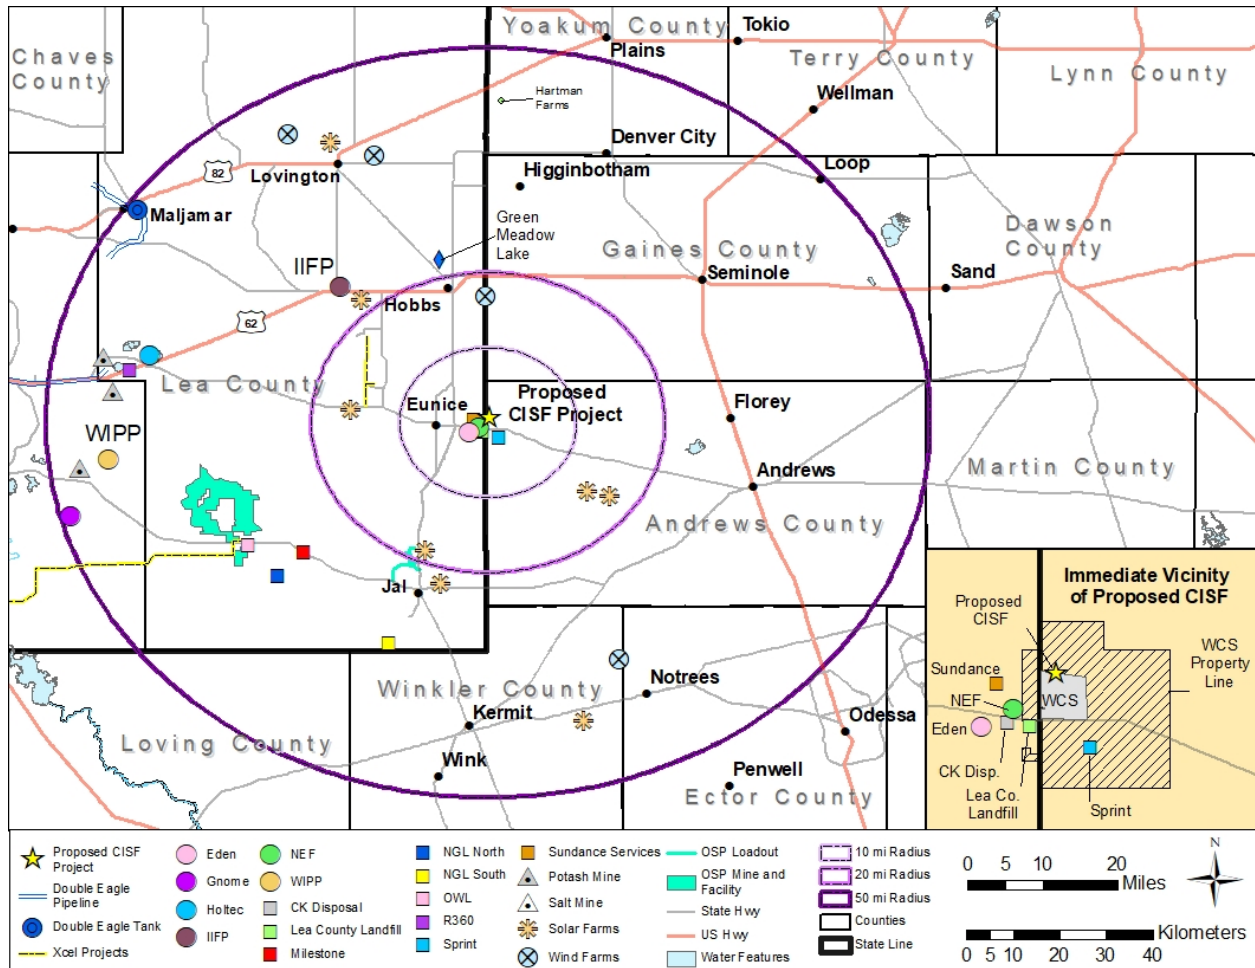 Yoakum County
Tokio
Plains
Chaves
County
Terry County
Lynn County
Hartman
Farms
Wellman
Denver City
Lovington
82
Higginbotham
Loop
Maljamar
Green
Meadow
Lake
Dawson
County
Gaines County
IIFP
Seminole
Sand
Hobbs
62
Lea County
Proposed
CISF Project
Eunice
Florey
WIPP
Andrews
Martin County
Andrews County
Jal
Immediate Vicinity
of Proposed CISF
Proposed
CISF
WCS
Property
Line
Sundance
NEF
WCS
Eden
CK Disp.
Lea Co.
Landfill
Sprint
Winkler County
Notrees
Kermit
Odessa
Loving County
Wink
Penwell
Ector County
Proposed CISF
Project
Double Eagle
Pipeline
Double Eagle Tank
Xcel Projects
Eden
Gnome
Holtec
IIFP
NEF
WIPP
CK Disposal
Lea County Landfill
Milestone
NGL North
NGL South
OWL
R360
Sprint
Sundance Services
Potash Mine
Salt Mine
Solar Farms
Wind Farms
OSP Loadout
OSP Mine and
Facility
State Hwy
US Hwy
Water Features
10 mi Radius
20 mi Radius
50 mi Radius
Counties
State Line
N
0 5 10 20
Miles
Kilometers
0 5 10 20 30 40